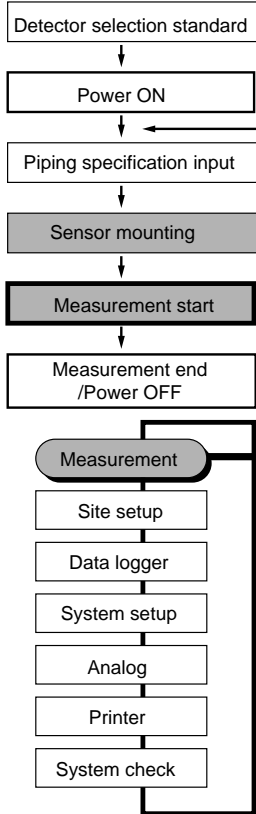 Detector selection standard
Power ON
Piping specification input
Sensor mounting
Measurement start
Measurement end
/Power OFF
Measurement
Site setup
Data logger
System setup
Analog
Printer
System check